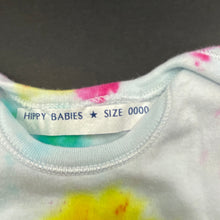 HIPPY BABIES ★ SIZE 0000